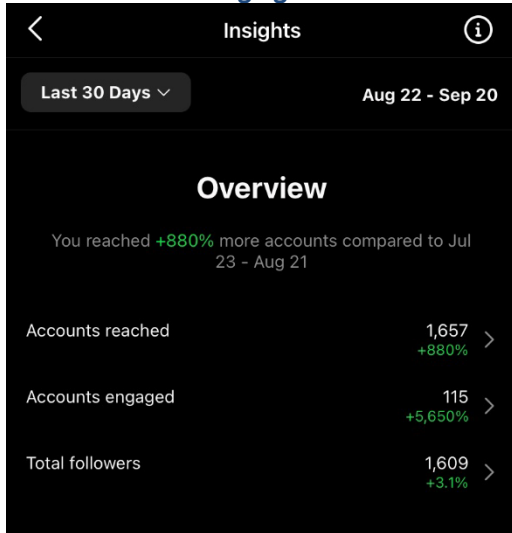 Insights
Last 30 Days
Aug 22 - Sep 20
Overview
You reached +880% more accounts compared to Jul
23 - Aug 21
Accounts reached
1,657
+880%
Accounts engaged
115
+5,650%
Total followers
1,609
+3.1%